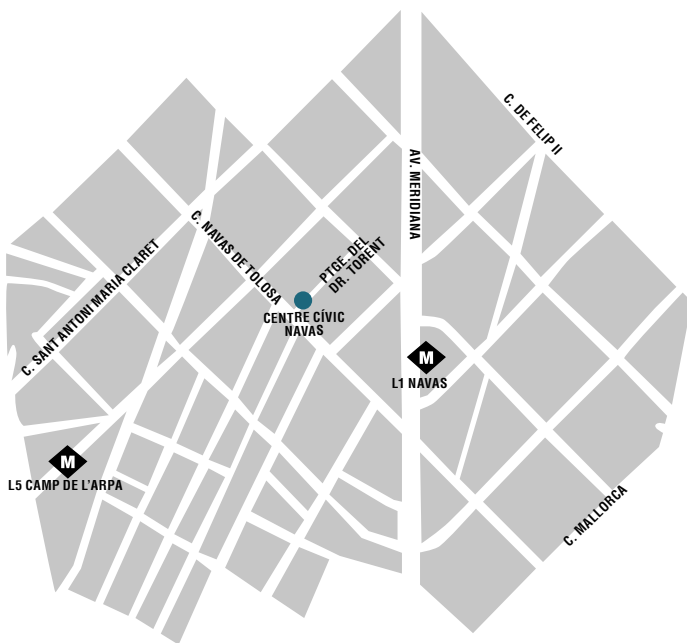 C. DE FELIP II
AV. MERIDIANA
C. NAVAS DE TOLOSA
PTGE. DEL
DR. TORENT
C. SANT ANTONI MARIA CLARET
CENTRE CÍVIC
NAVAS
M
L1 NAVAS
M
L5 CAMP DE L'ARPA
C. MALLORCA